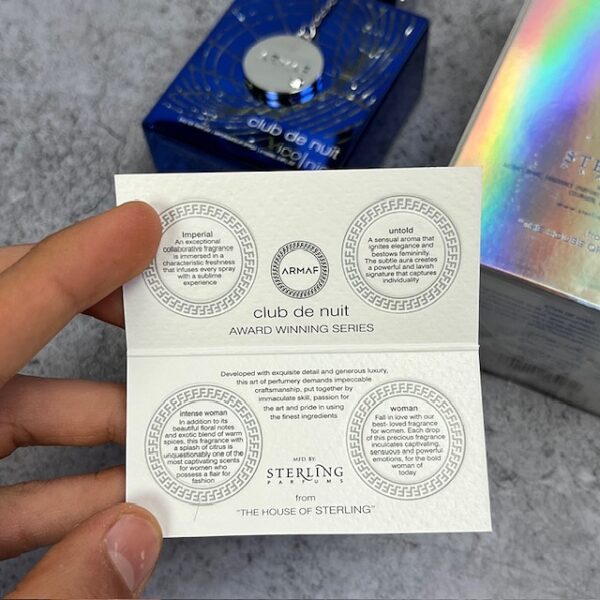 ARMAF
club de nuit
STE
Imperial
An exceptional
collaborative fragrance
is immersed in a
characteristic freshness
that infuses every spray
with a sublime
experience
ARMAF
club de nuit
AWARD WINNING SERIES
untold
A sensual aroma that
ignites elegance and
bestows femininity.
The subtle aura creates
a powerful and lavish
signature that captures
individuality
Developed with exquisite detail and generous luxury,
this art of perfumery demands impeccable
craftsmanship, put together by
immaculate skill, passion for
the art and pride in using
the finest ingredients
intense woman
In addition to its
beautiful floral notes
and exotic blend of warm
spices, this fragrance with
a splash of citrus is
unquestionably one of the
most captivating scents
for women who
possess a flair for
fashion
MFD BY:
STERLING
PARFUMS
from
"THE HOUSE OF STERLING"
woman
Fall in love with our
best- loved fragrance
for women. Each drop
of this precious fragrance
inculcates captivating,
sensuous and powerful
emotions, for the bold
woman of
today